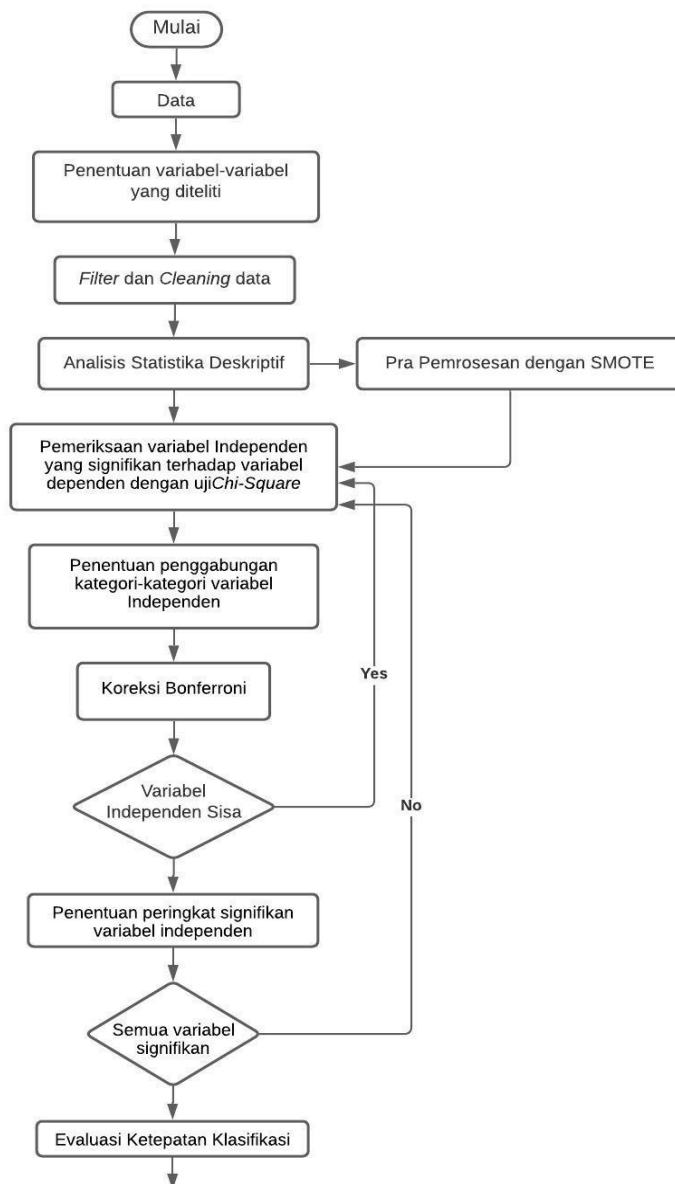 Mulai
Data
Penentuan variabel-variabel
yang diteliti
Filter dan Cleaning data
Analisis Statistika Deskriptif
Pra Pemrosesan dengan SMOTE
Pemeriksaan variabel Independen
yang signifikan terhadap variabel
dependen dengan ujiChi-Square
Penentuan penggabungan
kategori-kategori variabel
Independen
Koreksi Bonferroni
Yes
Variabel
Independen Sisa
No
Penentuan peringkat signifikan
variabel independen
Semua variabel
signifikan
Evaluasi Ketepatan Klasifikasi